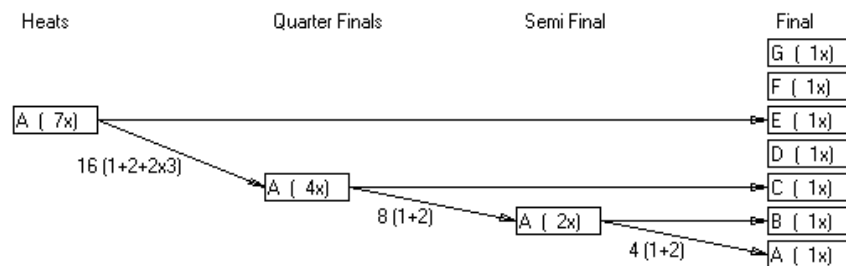 Heats Quarter Finals Semi Final Final
G ( 1x)
F ( 1x)
A ( 7x) E ( 1x)
D ( 1x)
16 (1+2+2x3)
A ( 4x) C ( 1x)
8 (1+2)
A ( 2x) B ( 1x)
4 (1+2)
A ( 1x)